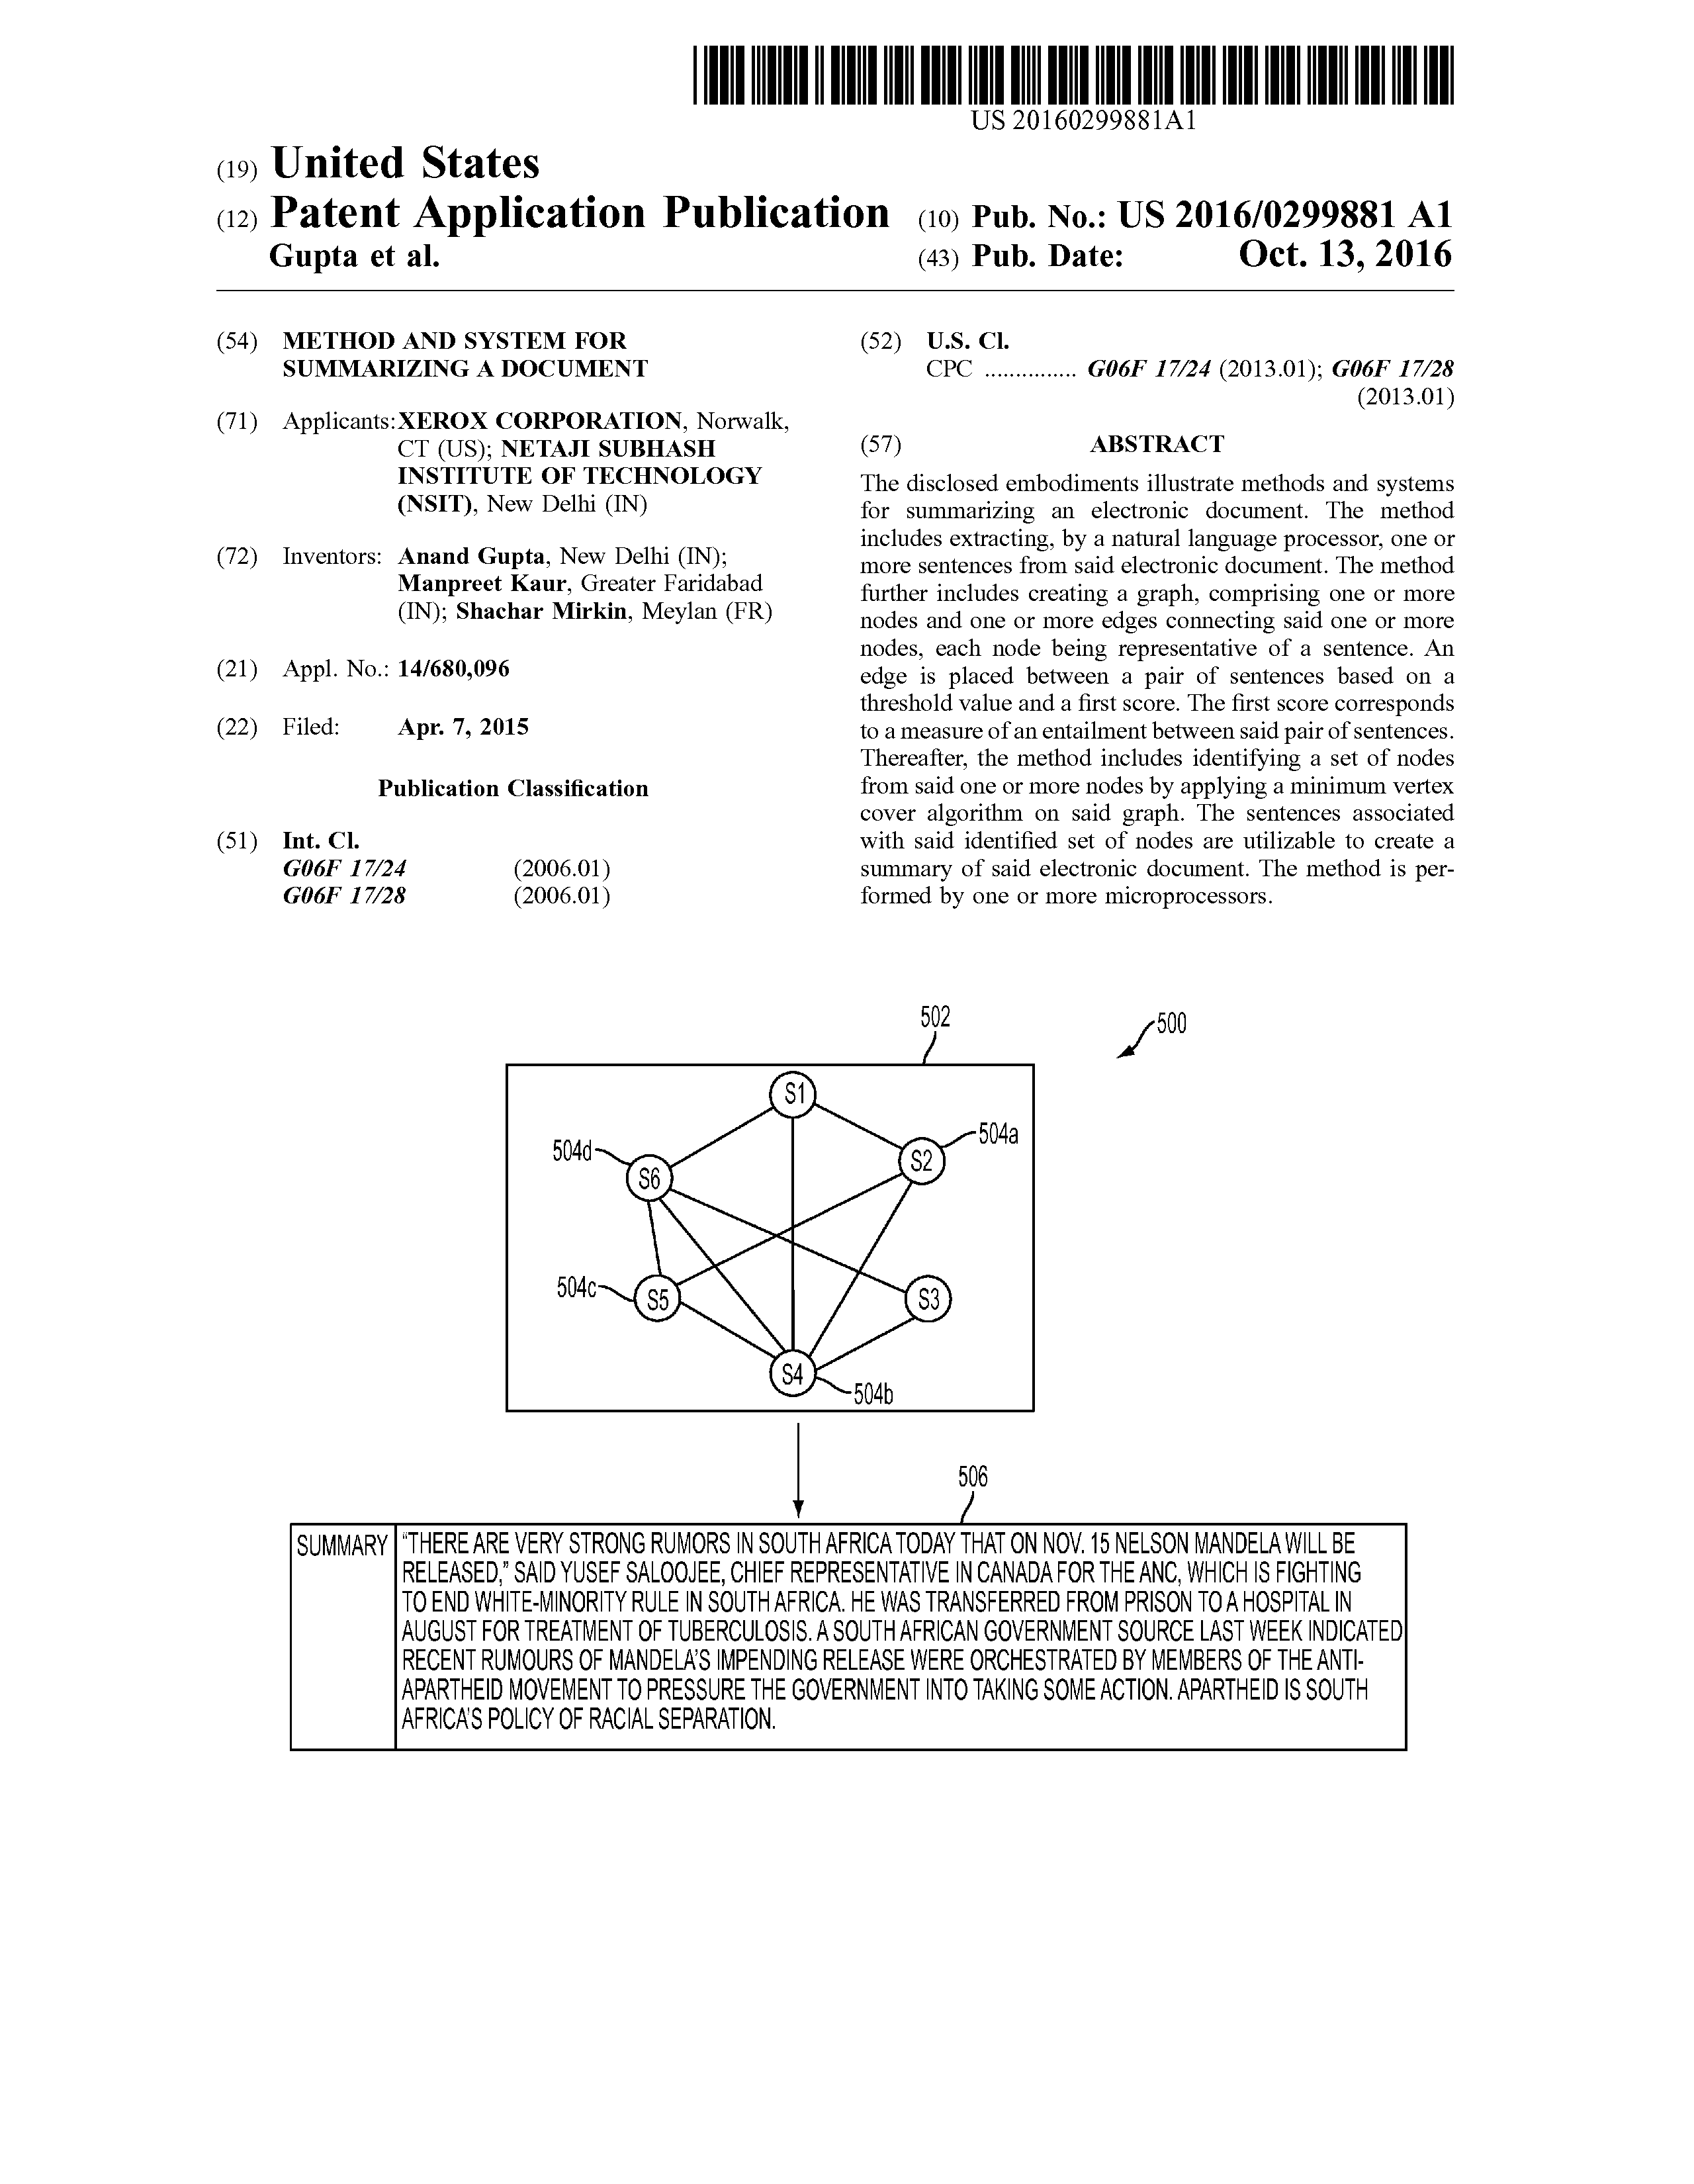 US 20160299881A1
(19) United States
(12) Patent Application Publication
Gupta et al.
(10) Pub. No.: US 2016/0299881 A1
(43) Pub. Date: Oct. 13, 2016
(54) METHOD AND SYSTEM FOR
SUMMARIZING A DOCUMENT
(71) Applicants: XEROX CORPORATION, Norwalk,
CT (US); NETAJI SUBHASH
INSTITUTE OF TECHNOLOGY
(NSIT), New Delhi (IN)
(72) Inventors: Anand Gupta, New Delhi (IN);
Manpreet Kaur, Greater Faridabad
(IN); Shachar Mirkin, Meylan (FR)
(21) Appl. No.: 14/680,096
(22) Filed: Apr. 7, 2015
Publication Classification
(51) Int. Cl.
G06F 17/24 (2006.01)
G06F 17/28 (2006.01)
(52) U.S. Cl.
CPC ............... G06F 17/24 (2013.01); G06F 17/28
(2013.01)
(57) ABSTRACT
The disclosed embodiments illustrate methods and systems
for summarizing an electronic document. The method
includes extracting, by a natural language processor, one or
more sentences from said electronic document. The method
further includes creating a graph, comprising one or more
nodes and one or more edges connecting said one or more
nodes, each node being representative of a sentence. An
edge is placed between a pair of sentences based on a
threshold value and a first score. The first score corresponds
to a measure of an entailment between said pair of sentences.
Thereafter, the method includes identifying a set of nodes
from said one or more nodes by applying a minimum vertex
cover algorithm on said graph. The sentences associated
with said identified set of nodes are utilizable to create a
summary of said electronic document. The method is per-
formed by one or more microprocessors.
502
500
S1
504a
504d
S2
S6
504c
S5
S3
S4
504b
506
SUMMARY
“THERE ARE VERY STRONG RUMORS IN SOUTH AFRICA TODAY THAT ON NOV. 15 NELSON MANDELA WILL BE
RELEASED,” SAID YUSEF SALOOJEE, CHIEF REPRESENTATIVE IN CANADA FOR THE ANC, WHICH IS FIGHTING
TO END WHITE-MINORITY RULE IN SOUTH AFRICA. HE WAS TRANSFERRED FROM PRISON TO A HOSPITAL IN
AUGUST FOR TREATMENT OF TUBERCULOSIS. A SOUTH AFRICAN GOVERNMENT SOURCE LAST WEEK INDICATED
RECENT RUMOURS OF MANDELA’S IMPENDING RELEASE WERE ORCHESTRATED BY MEMBERS OF THE ANTI-
APARTHEID MOVEMENT TO PRESSURE THE GOVERNMENT INTO TAKING SOME ACTION. APARTHEID IS SOUTH
AFRICA’S POLICY OF RACIAL SEPARATION.